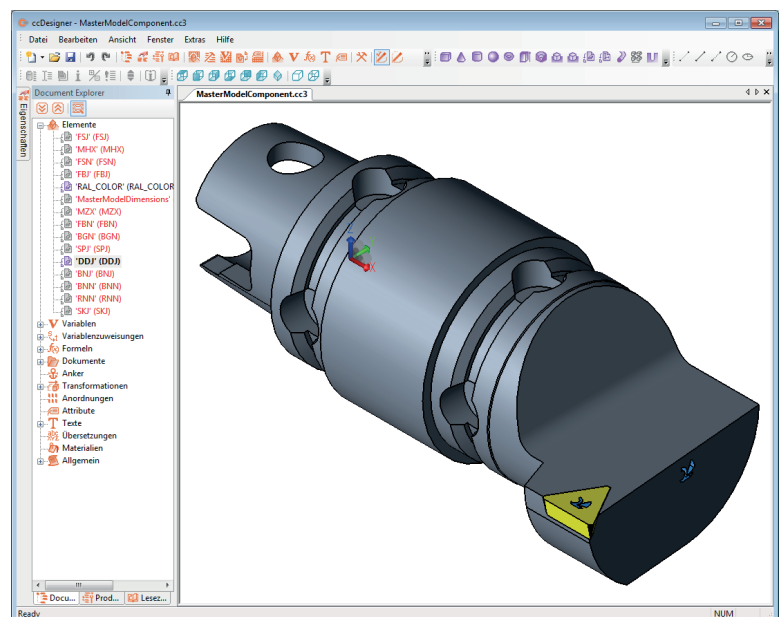 ccDesigner - MasterModelComponent.cc3
Datei Bearbeiten Ansicht Fenster Extras Hilfe
Document Explorer
MasterModelComponent.cc3
Eigenschaften
Elemente
'FSJ' (FSJ)
'MHX' (MHX)
'FSN' (FSN)
'FBJ' (FBJ)
'RAL_COLOR' (RAL_COLOR
'MasterModelDimensions'
'MZX' (MZX)
'FBN' (FBN)
'BGN' (BGN)
'SPJ' (SPJ)
'DDJ' (DDJ)
'BNJ' (BNJ)
'BNN' (BNN)
'RNN' (RNN)
'SKJ' (SKJ)
Variablen
Variablenzuweisungen
Formeln
Dokumente
Anker
Transformationen
Anordnungen
Attribute
Texte
Übersetzungen
Materialien
Allgemein
Z
X
Docu... Prod... Lesez...
Ready NUM